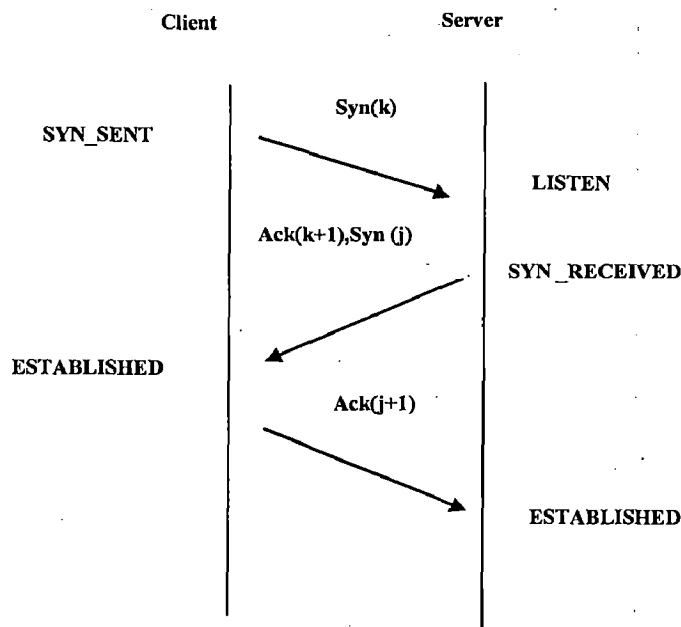 Client Server
Syn(k)
SYN_SENT
LISTEN
Ack(k+1),Syn (j)
SYN_RECEIVED
ESTABLISHED
Ack(j+1)
ESTABLISHED